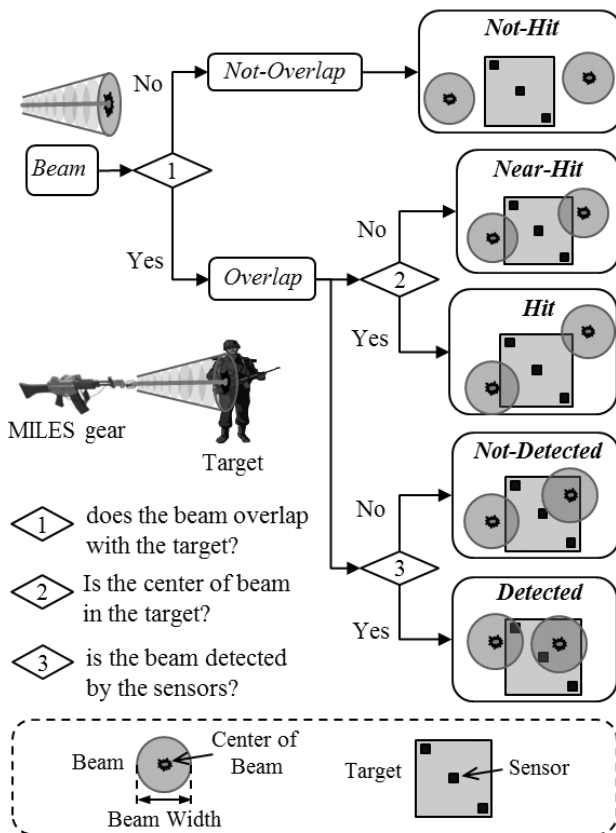 Not-Hit
No
Not-Overlap
Beam
1
Near-Hit
No
Yes
Overlap
2
Hit
Yes
MILES gear
Target
Not-Detected
No
1
does the beam overlap
with the target?
3
2
Is the center of beam
in the target?
Detected
Yes
3
is the beam detected
by the sensors?
Beam
Center of
Beam
Beam Width
Target
Sensor